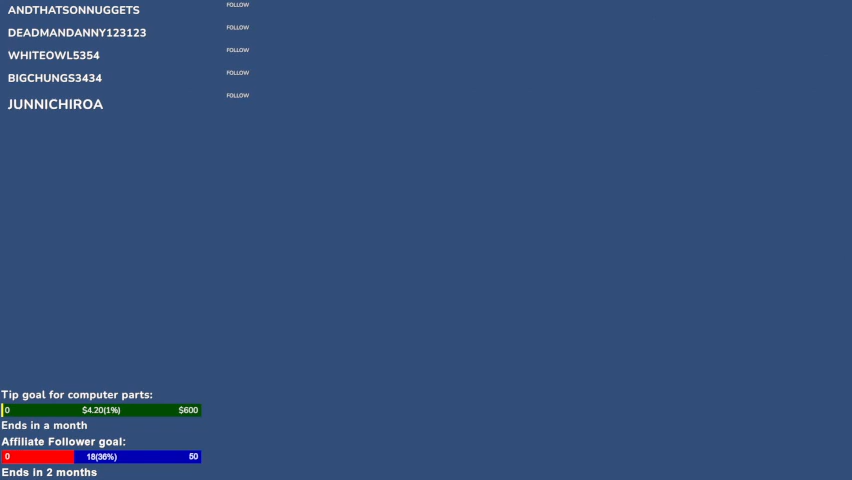 ANDTHATSONNUGGETS FOLLOW
DEADMANDANNY123123 FOLLOW
WHITEOWL5354 FOLLOW
BIGCHUNGS3434 FOLLOW
JUNNICHIROA FOLLOW
Tip goal for computer parts:
0 $4.20(1%) $600
Ends in a month
Affiliate Follower goal:
0 18(36%) 50
Ends in 2 months